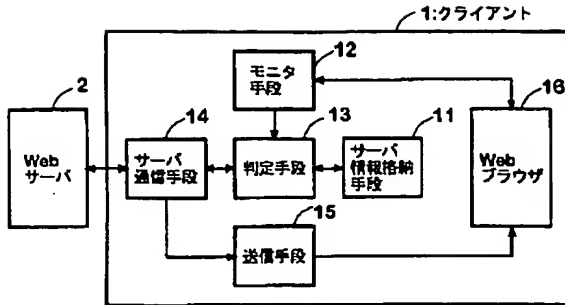 1:クライアント
12
モニタ
手段
2
Web
サーバ
14
サーバ
通信手段
13
判定手段
11
サーバ
情報格納
手段
16
Web
ブラウザ
15
送信手段